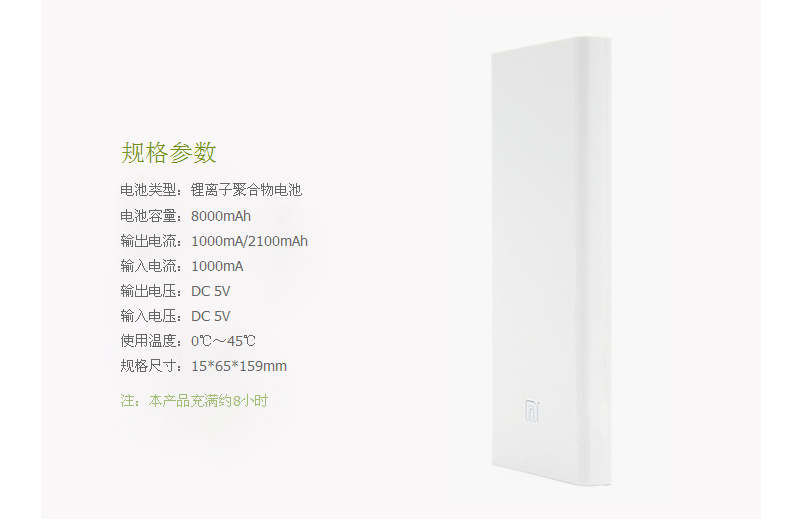 规格参数
电池类型：锂离子聚合物电池
电池容量：8000mAh
输出电流：1000mA/2100mAh
输入电流：1000mA
输出电压：DC 5V
输入电压：DC 5V
使用温度：0℃～45℃
规格尺寸：15*65*159mm
注：本产品充满约8小时
MI